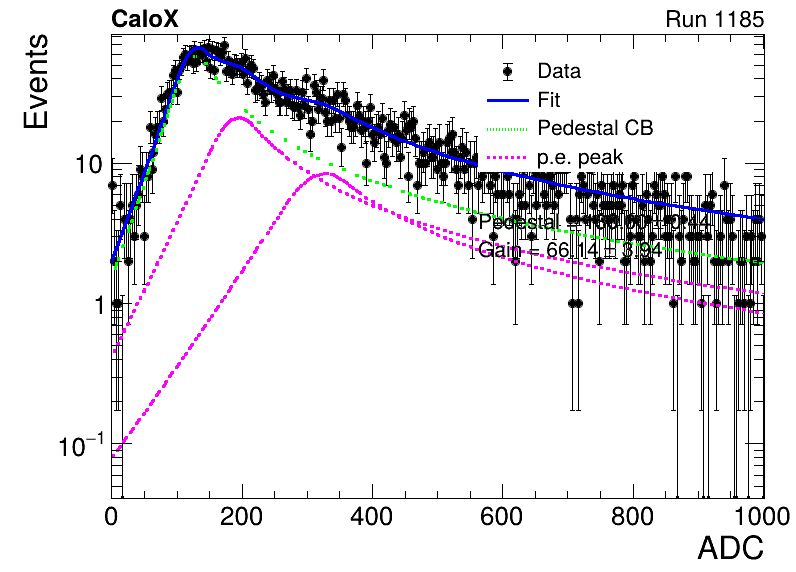 CaloX
Run 1185
Events
Data
Fit
Pedestal CB
p.e. peak
Pedestal =
Gain = 66.14 ± 3.94
10
1
10⁻¹
0
200
400
600
800
1000
ADC